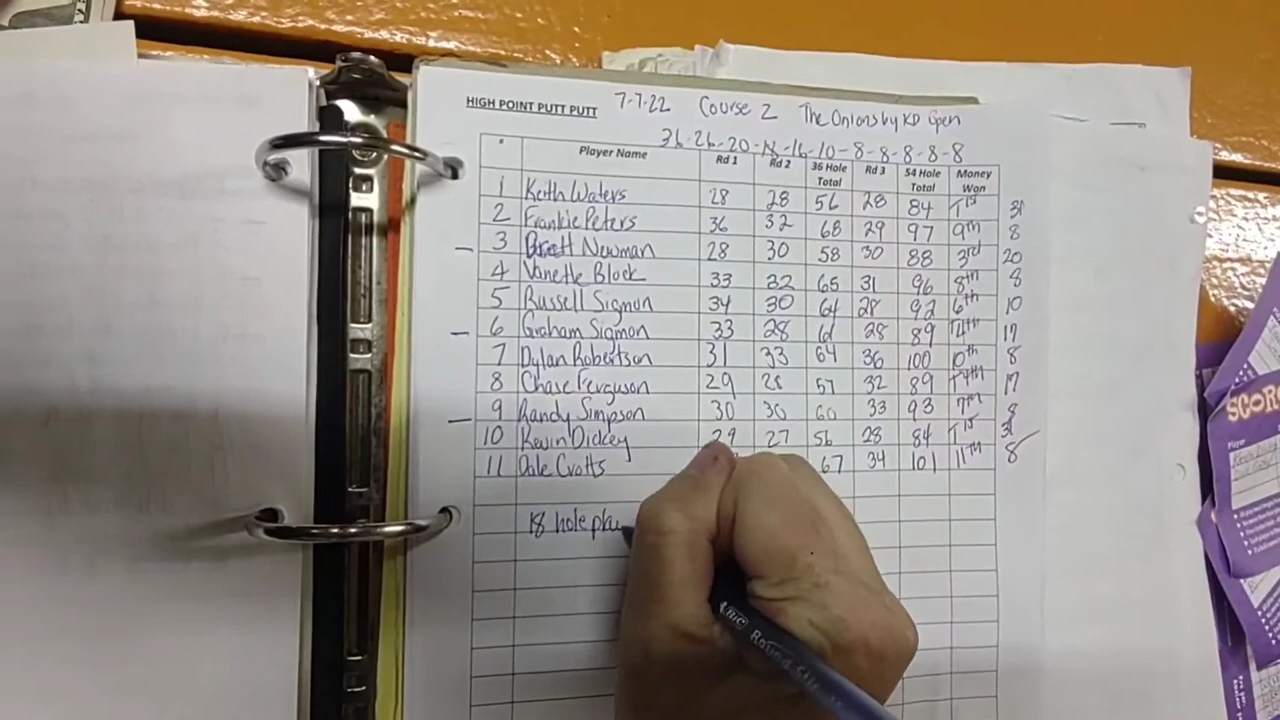 HIGH POINT PUTT PUTT 7-7-22 Course 2 The Onions by KD Open
36-26-20-18-16-10-8-8-8-8-8
# Player Name Rd 1 Rd 2 36 Hole Total Rd 3 54 Hole Total Money Won
1 Keith Waters 28 28 56 28 84 T1st 31
2 Frankie Peters 36 32 68 29 97 9th 8
3 Brett Newman 28 30 58 30 88 3rd 20
4 Vanette Block 33 32 65 31 96 8th 8
5 Russell Sigmon 34 30 64 28 92 6th 10
6 Graham Sigmon 33 28 61 28 89 T4th 17
7 Dylan Robertson 31 33 64 36 100 10th 8
8 Chase Ferguson 29 28 57 32 89 T4th 17
9 Randy Simpson 30 30 60 33 93 7th 8
10 Kevin Dickey 29 27 56 28 84 T1st 31
11 Dale Crotts 67 34 101 11TH 8
18 hole play
BIC Round Stic
SCOR
Player